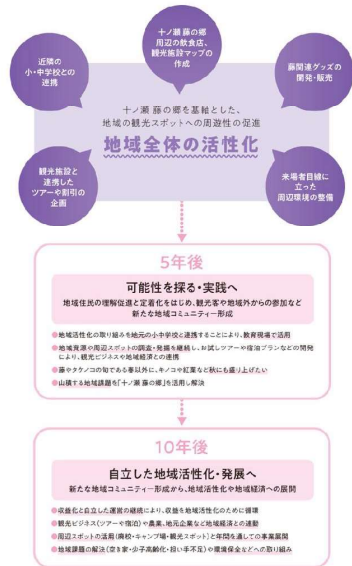 十ノ瀬 藤の郷
周辺の飲食店、
観光施設マップの
作成
近隣の
小・中学校との
連携
藤関連グッズの
開発・販売
十ノ瀬 藤の郷を基軸とした、
地域の観光スポットへの周遊性の促進
地域全体の活性化
観光施設と
連携した
ツアーや割引の
企画
来場者目線に
立った
周辺環境の整備
5年後
可能性を探る・実践へ
地域住民の理解促進と定着化をはじめ、観光客や地域外からの参加など
新たな地域コミュニティー形成
●地域活性化の取り組みを地元の小中学校と連携することにより、教育現場で活用
●地域資源や周辺スポットの調査・発掘を継続し、お試しツアーや宿泊プランなどの開発
により、観光ビジネスや地域経済との連携
●藤やタケノコの旬である春以外に、キノコや紅葉など秋にも盛り上げたい
●山積する地域課題を「十ノ瀬 藤の郷」を活用し解決
10年後
自立した地域活性化・発展へ
新たな地域コミュニティー形成から、地域活性化や地域経済への展開
●収益化と自立した運営の継続により、収益を地域活性化のために循環
●観光ビジネス(ツアーや宿泊)や農業、地元企業など地域経済との連動
●周辺スポットの活用(廃校・キャンプ場・観光スポット)と年間を通しての事業展開
●地域課題の解決(空き家・少子高齢化・担い手不足)や環境保全などへの取り組み